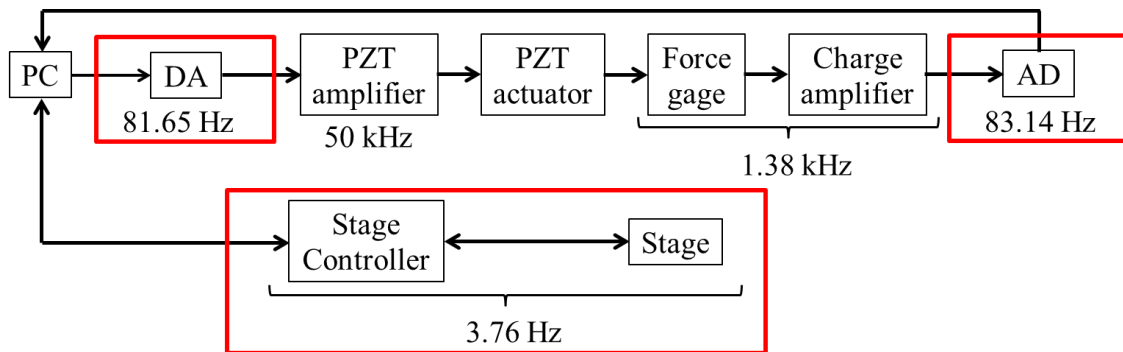 PC
DA
81.65 Hz
PZT
amplifier
50 kHz
PZT
actuator
Force
gage
Charge
amplifier
1.38 kHz
AD
83.14 Hz
Stage
Controller
Stage
3.76 Hz